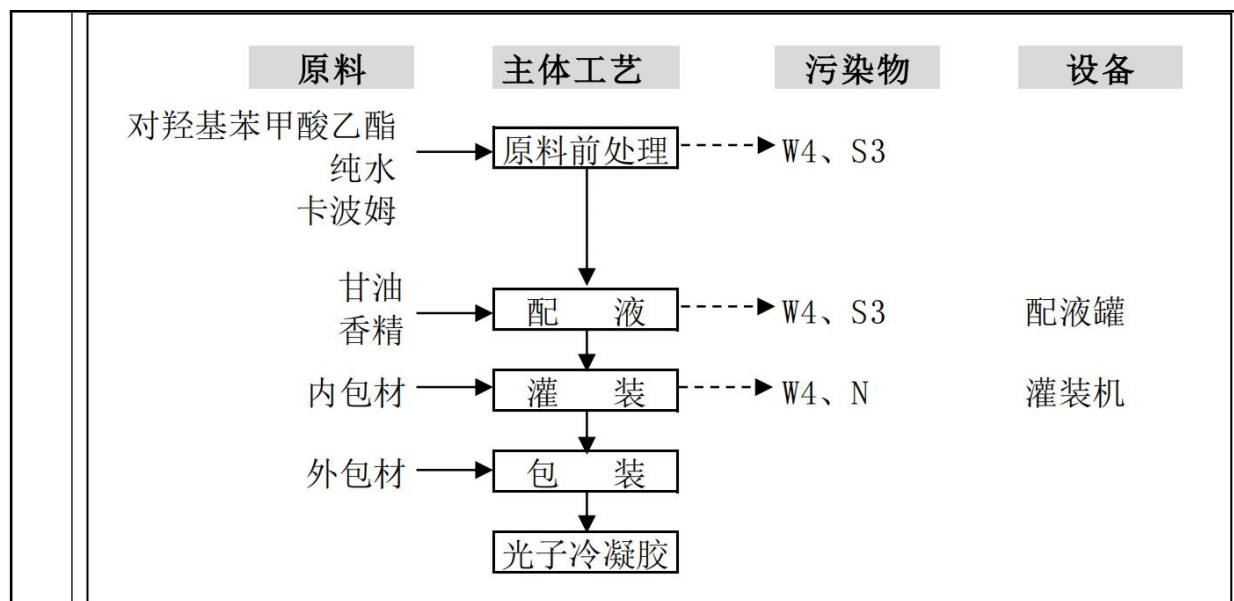 原料 主体工艺 污染物 设备
对羟基苯甲酸乙酯
纯水
卡波姆
原料前处理 W4、S3
甘油
香精
配 液 W4、S3 配液罐
内包材 灌 装 W4、N 灌装机
外包材 包 装
光子冷凝胶